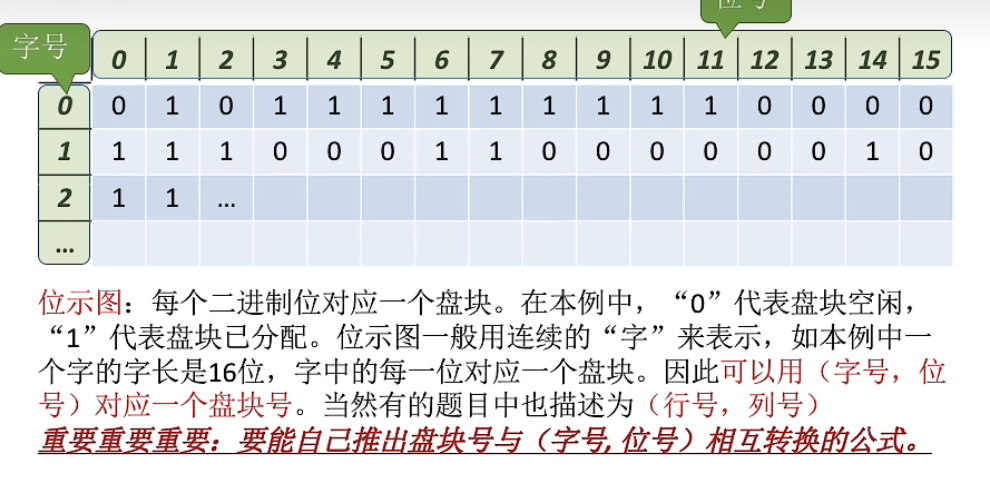 字号
位号
0 1 2 3 4 5 6 7 8 9 10 11 12 13 14 15
0 0 1 0 1 1 1 1 1 1 1 1 1 0 0 0 0
1 1 1 1 0 0 0 1 1 0 0 0 0 0 0 1 0
2 1 1 ...
...
位示图：每个二进制位对应一个盘块。在本例中，“0”代表盘块空闲，
“1”代表盘块已分配。位示图一般用连续的“字”来表示，如本例中一
个字的字长是16位，字中的每一位对应一个盘块。因此可以用（字号，位
号）对应一个盘块号。当然有的题目中也描述为（行号，列号）
重要重要重要：要能自己推出盘块号与（字号, 位号）相互转换的公式。